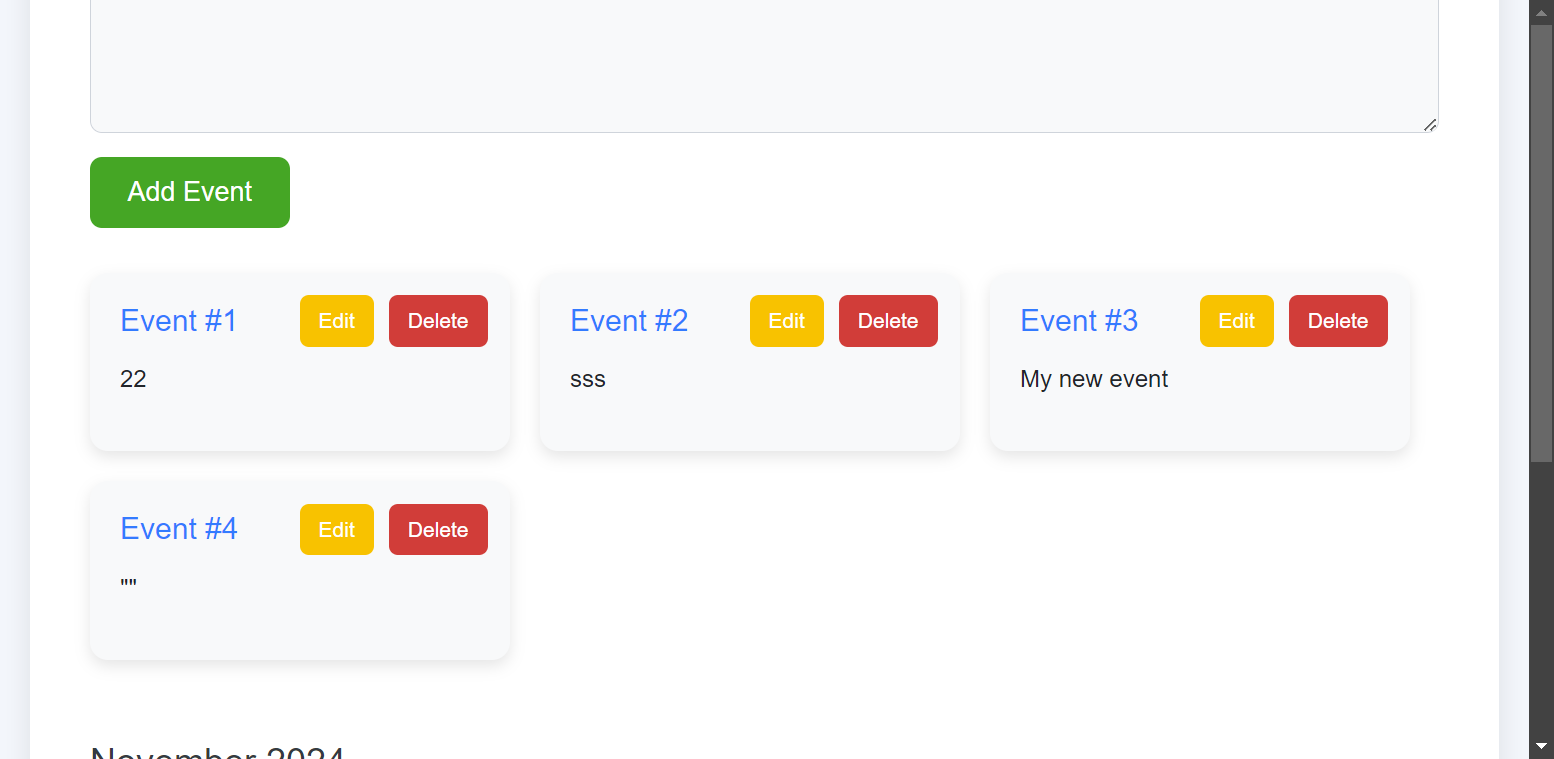 Add Event
Event #1 Edit Delete
22
Event #2 Edit Delete
sss
Event #3 Edit Delete
My new event
Event #4 Edit Delete
""
November 2024